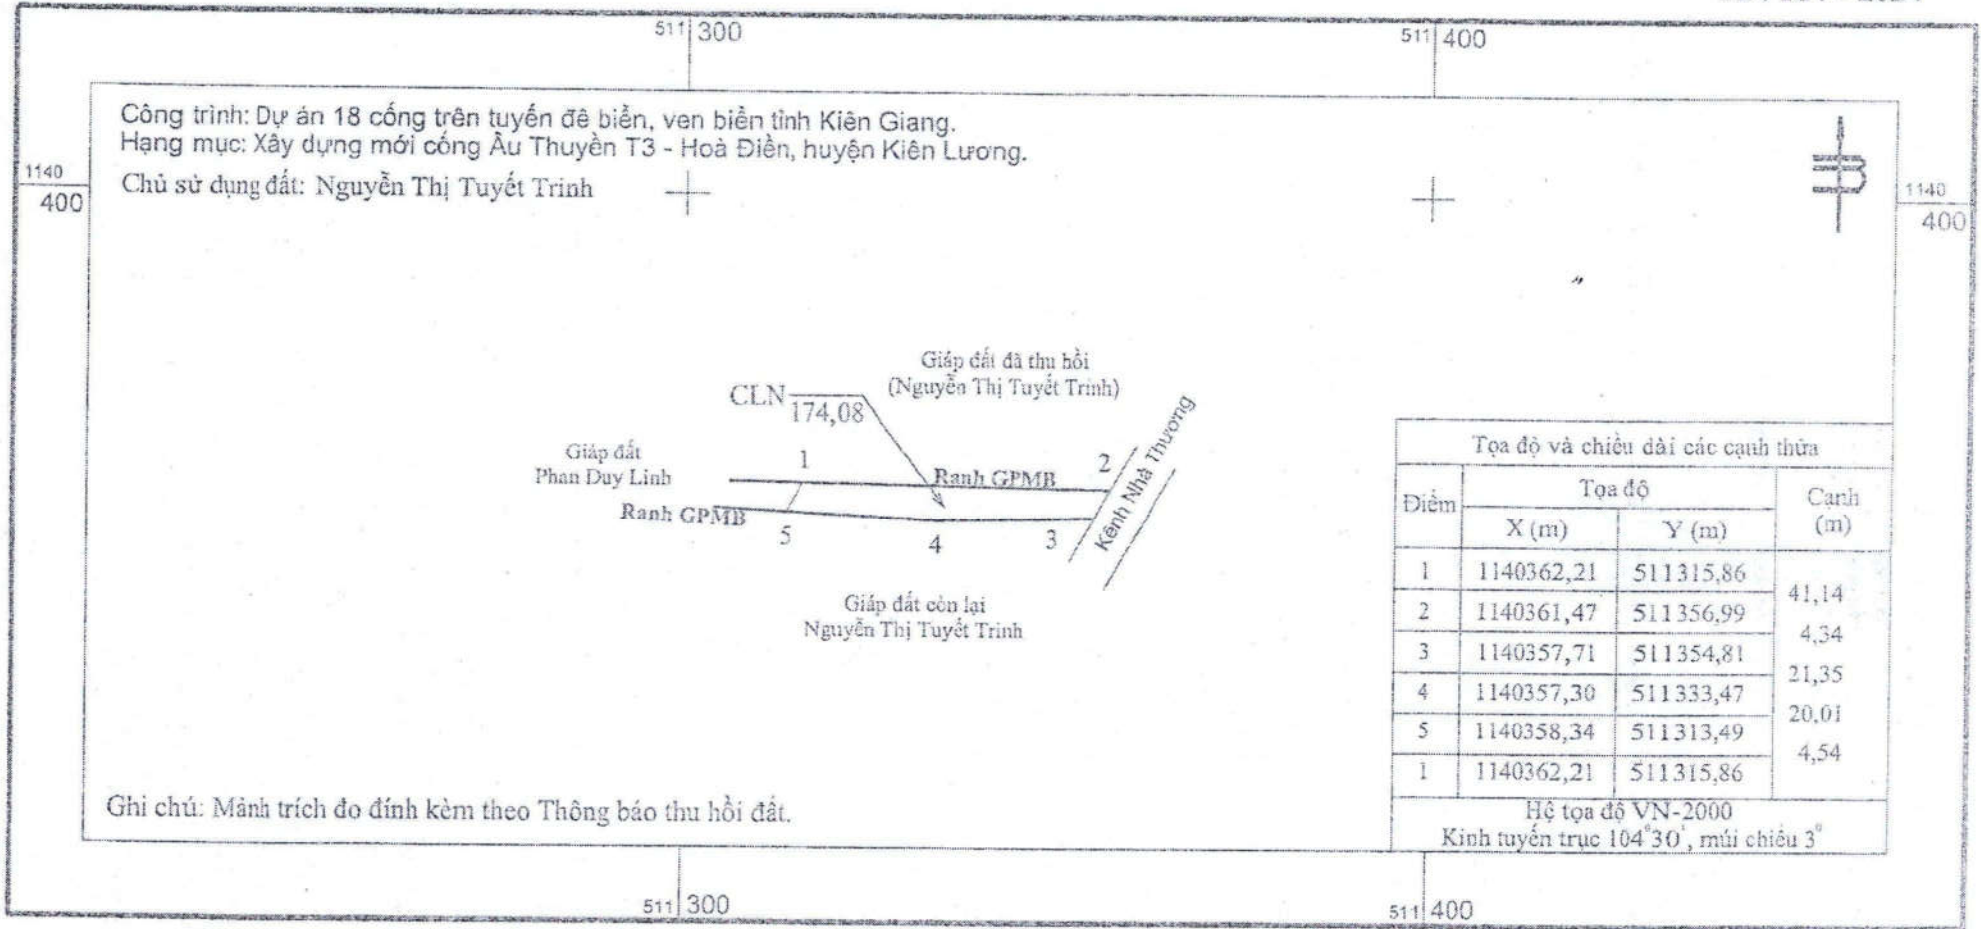 511 300
511 400
Công trình: Dự án 18 cống trên tuyến đê biển, ven biển tỉnh Kiên Giang.
Hạng mục: Xây dựng mới cống Âu Thuyền T3 - Hoà Điền, huyện Kiên Lương.
Chủ sử dụng đất: Nguyễn Thị Tuyết Trinh
1140
400
1140
400
Giáp đất đã thu hồi
(Nguyễn Thị Tuyết Trinh)
CLN
174,08
Giáp đất
Phan Duy Linh
1
2
Ranh GPMB
Ranh GPMB
5
4
3
Kênh Nhà Thương
Giáp đất còn lại
Nguyễn Thị Tuyết Trinh
Tọa độ và chiều dài các cạnh thửa
Điểm Tọa độ Cạnh
X (m) Y (m) (m)
1 1140362,21 511315,86
41,14
2 1140361,47 511356,99
4,34
3 1140357,71 511354,81
21,35
4 1140357,30 511333,47
20,01
5 1140358,34 511313,49
4,54
1 1140362,21 511315,86
Hệ tọa độ VN-2000
Kinh tuyến trục 104°30', múi chiếu 3°
Ghi chú: Mảnh trích đo đính kèm theo Thông báo thu hồi đất.
511 300
511 400